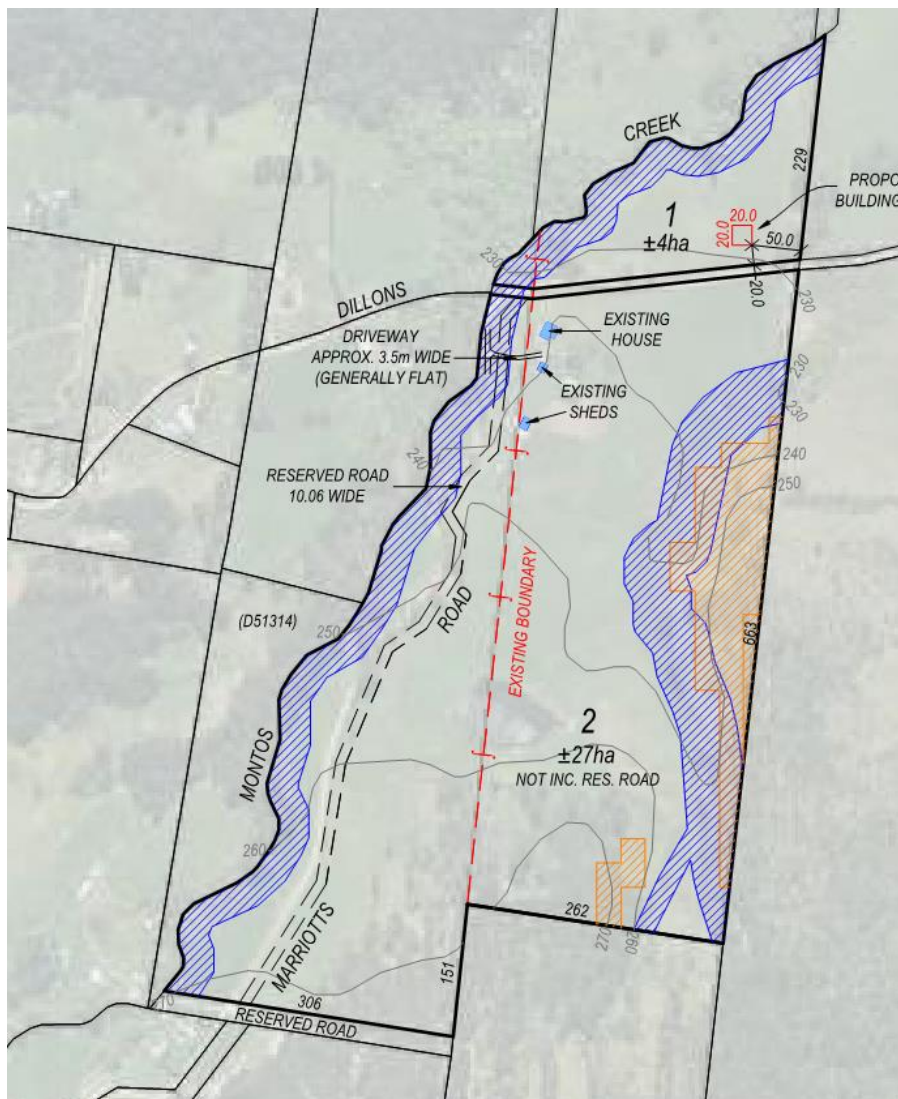 CREEK
229
1
±4ha
20.0
20.0
PROPO
BUILDING
50.0
20.0
230
230
DILLONS
DRIVEWAY
APPROX. 3.5m WIDE
(GENERALLY FLAT)
EXISTING
HOUSE
EXISTING
SHEDS
230
230
240
250
240
RESERVED ROAD
10.06 WIDE
EXISTING BOUNDARY
ROAD
(D51314)
250
663
2
±27ha
NOT INC. RES. ROAD
MONTOS
260
MARRIOTTS
262
270
260
151
306
RESERVED ROAD